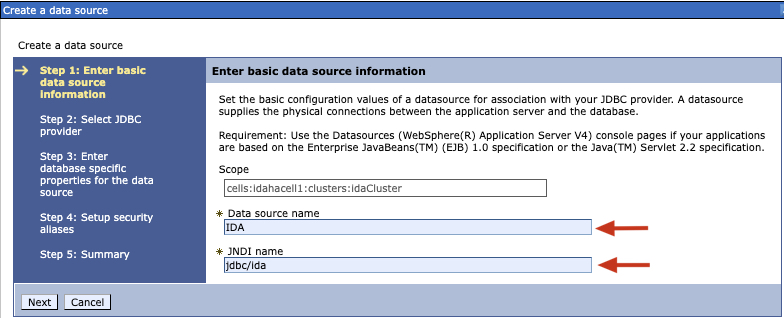 Create a data source
Create a data source
Step 1: Enter basic
data source
information
Step 2: Select JDBC
provider
Step 3: Enter
database specific
properties for the data
source
Step 4: Setup security
aliases
Step 5: Summary
Enter basic data source information
Set the basic configuration values of a datasource for association with your JDBC provider. A datasource
supplies the physical connections between the application server and the database.
Requirement: Use the Datasources (WebSphere(R) Application Server V4) console pages if your applications
are based on the Enterprise JavaBeans(TM) (EJB) 1.0 specification or the Java(TM) Servlet 2.2 specification.
Scope
cells:idahacell1:clusters:idaCluster
* Data source name
IDA
* JNDI name
jdbc/ida
Next Cancel